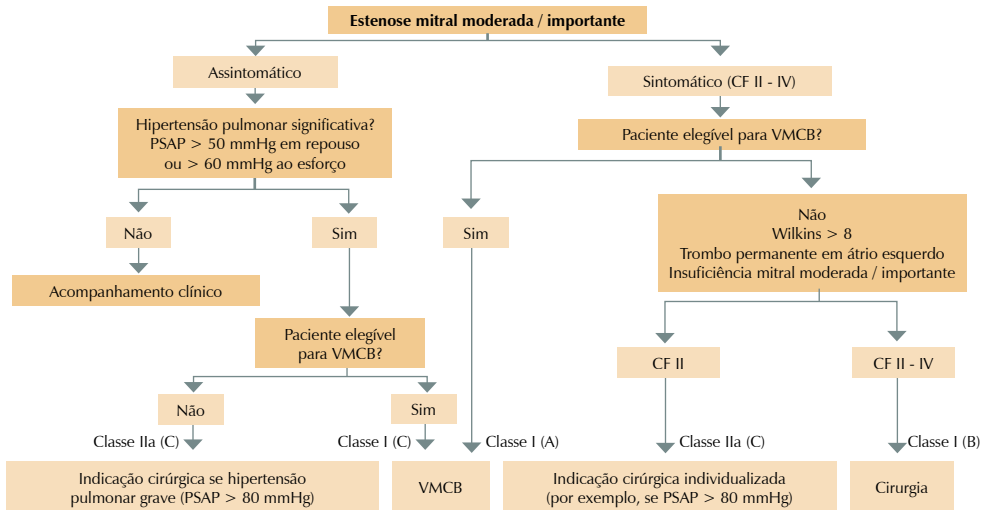 Estenose mitral moderada / importante
Assintomático
Sintomático (CF II - IV)
Hipertensão pulmonar significativa?
PSAP > 50 mmHg em repouso
ou > 60 mmHg ao esforço
Paciente elegível para VMCB?
Não
Sim
Sim
Não
Wilkins > 8
Trombo permanente em átrio esquerdo
Insuficiência mitral moderada / importante
Acompanhamento clínico
Paciente elegível
para VMCB?
CF II
CF II - IV
Não
Sim
Classe IIa (C)
Classe I (C)
Classe I (A)
Classe IIa (C)
Classe I (B)
Indicação cirúrgica se hipertensão
pulmonar grave (PSAP > 80 mmHg)
VMCB
Indicação cirúrgica individualizada
(por exemplo, se PSAP > 80 mmHg)
Cirurgia